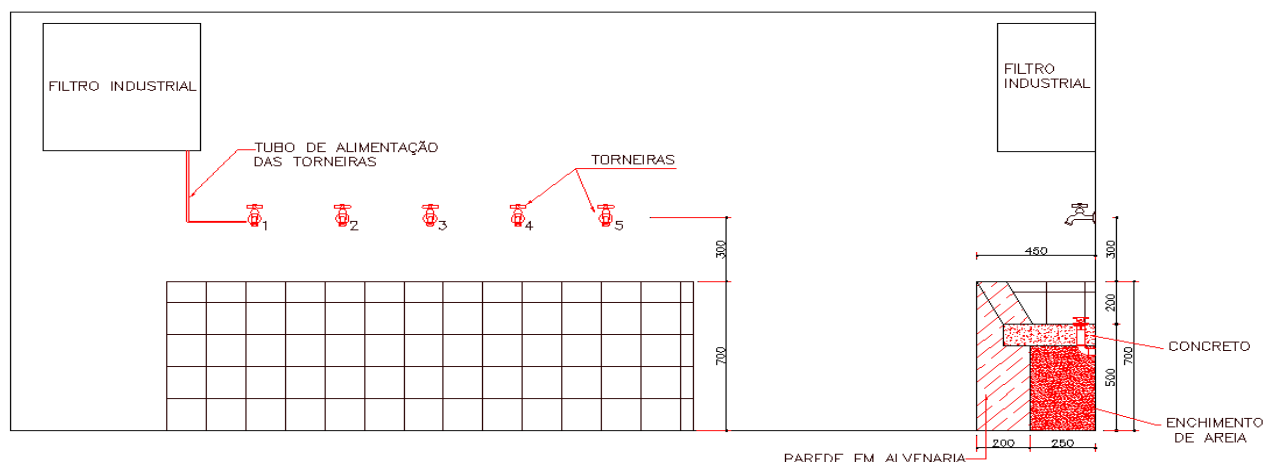 FILTRO INDUSTRIAL
FILTRO
INDUSTRIAL
TUBO DE ALIMENTAÇÃO
DAS TORNEIRAS
TORNEIRAS
1
2
3
4
5
300
700
450
300
200
700
500
CONCRETO
ENCHIMENTO
DE AREIA
200
250
PAREDE EM ALVENARIA